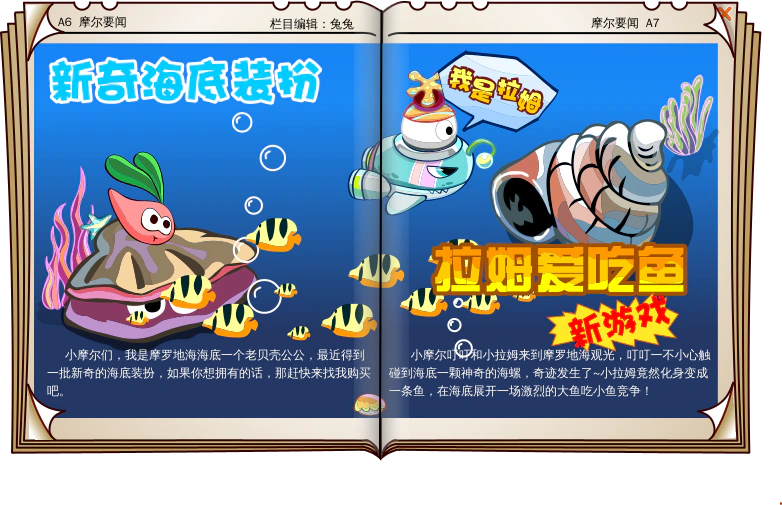 A6 摩尔要闻
栏目编辑：兔兔
新奇海底装扮
小摩尔们，我是摩罗地海海底一个老贝壳公公，最近得到
一批新奇的海底装扮，如果你想拥有的话，那赶快来找我购买
吧。
摩尔要闻 A7
我是拉姆
拉姆爱吃鱼
新游戏
小摩尔叮叮和小拉姆来到摩罗地海观光，叮叮一不小心触
碰到海底一颗神奇的海螺，奇迹发生了~小拉姆竟然化身变成
一条鱼，在海底展开一场激烈的大鱼吃小鱼竞争！